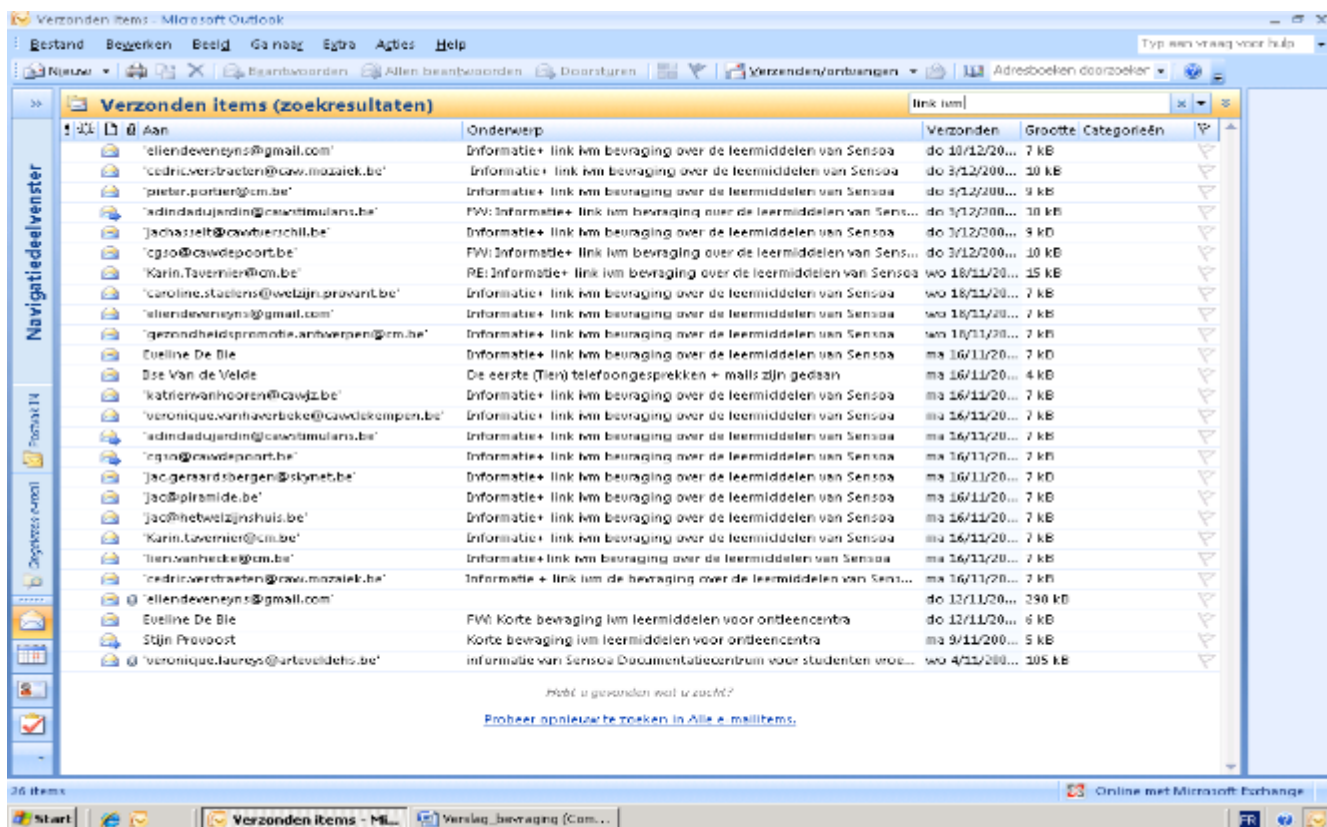 Verzonden items - Microsoft Outlook
Bestand Bewerken Beeld Ga naar Extra Acties Help Typ een vraag voor hulp
Nieuw Beantwoorden Allen beantwoorden Doorsturen Verzenden/ontvangen Adresboeken doorzoeken
Verzonden items (zoekresultaten) link ivm
Aan Onderwerp Verzonden Grootte Categorieën
'eliendeveneyns@gmail.com' Informatie+ link ivm bevraging over de leermiddelen van Sensoa do 10/12/20... 7 kB
'cedric.verstraeten@caw.mozaiek.be' Informatie+ link ivm bevraging over de leermiddelen van Sensoa do 3/12/200... 10 kB
'pieter.portier@cm.be' Informatie+ link ivm bevraging over de leermiddelen van Sensoa do 3/12/200... 9 kB
'adindadujardin@cawstimulans.be' FW: Informatie+ link ivm bevraging over de leermiddelen van Sens... do 3/12/200... 10 kB
'jachasselt@cawtverschil.be' Informatie+ link ivm bevraging over de leermiddelen van Sensoa do 3/12/200... 9 kB
'cgso@cawdepoort.be' FW: Informatie+ link ivm bevraging over de leermiddelen van Sens... do 3/12/200... 10 kB
'Karin.Tavernier@cm.be' RE: Informatie+ link ivm bevraging over de leermiddelen van Sensoa wo 18/11/20... 15 kB
'caroline.staelens@welzijn.provant.be' Informatie+ link ivm bevraging over de leermiddelen van Sensoa wo 18/11/20... 7 kB
'eliendeveneyns@gmail.com' Informatie+ link ivm bevraging over de leermiddelen van Sensoa wo 18/11/20... 7 kB
'gezondheidspromotie.antwerpen@cm.be' Informatie+ link ivm bevraging over de leermiddelen van Sensoa wo 18/11/20... 7 kB
Eveline De Bie Informatie+ link ivm bevraging over de leermiddelen van Sensoa ma 16/11/20... 7 kB
Ilse Van de Velde De eerste (Tien) telefoongesprekken + mails zijn gedaan ma 16/11/20... 4 kB
'katrienvanhooren@cawjz.be' Informatie+ link ivm bevraging over de leermiddelen van Sensoa ma 16/11/20... 7 kB
'veronique.vanhaverbeke@cawdekempen.be' Informatie+ link ivm bevraging over de leermiddelen van Sensoa ma 16/11/20... 7 kB
'adindadujardin@cawstimulans.be' Informatie+ link ivm bevraging over de leermiddelen van Sensoa ma 16/11/20... 7 kB
'cgso@cawdepoort.be' Informatie+ link ivm bevraging over de leermiddelen van Sensoa ma 16/11/20... 7 kB
'jac.geraardsbergen@skynet.be' Informatie+ link ivm bevraging over de leermiddelen van Sensoa ma 16/11/20... 7 kB
'jac@piramide.be' Informatie+ link ivm bevraging over de leermiddelen van Sensoa ma 16/11/20... 7 kB
'jac@hetwelzijnshuis.be' Informatie+ link ivm bevraging over de leermiddelen van Sensoa ma 16/11/20... 7 kB
'Karin.tavernier@cm.be' Informatie+ link ivm bevraging over de leermiddelen van Sensoa ma 16/11/20... 7 kB
'lien.vanhecke@cm.be' Informatie+link ivm bevraging over de leermiddelen van Sensoa ma 16/11/20... 7 kB
'cedric.verstraeten@caw.mozaiek.be' Informatie + link ivm de bevraging over de leermiddelen van Sens... ma 16/11/20... 7 kB
'eliendeveneyns@gmail.com' do 12/11/20... 290 kB
Eveline De Bie FW: Korte bevraging ivm leermiddelen voor ontleencentra do 12/11/20... 6 kB
Stijn Provoost Korte bevraging ivm leermiddelen voor ontleencentra ma 9/11/200... 5 kB
'veronique.laureys@arteveldehs.be' informatie van Sensoa Documentatiecentrum voor studenten vroe... wo 4/11/200... 105 kB
Hebt u gevonden wat u zocht?
Probeer opnieuw te zoeken in Alle e-mailitems.
Navigatiedeelvenster
Postvak IN
Ongelezen e-mail
26 items Online met Microsoft Exchange
Start Verzonden items - Mi... Verslag_bevraging (Com... FR